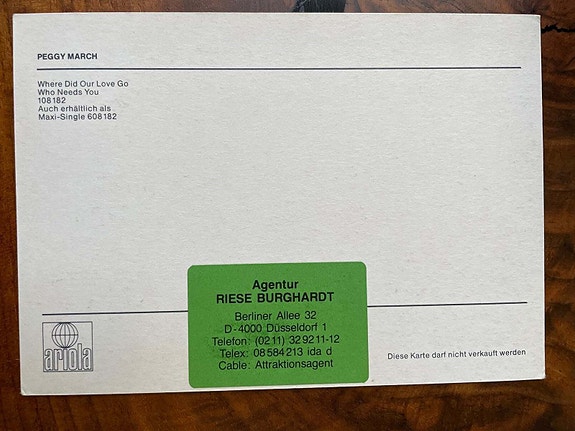 PEGGY MARCH
Where Did Our Love Go
Who Needs You
108182
Auch erhältlich als
Maxi-Single 608182
Agentur
RIESE BURGHARDT
Berliner Allee 32
D-4000 Düsseldorf 1
Telefon: (0211) 329211-12
Telex: 08584213 ida d
Cable: Attraktionsagent
ariola
Diese Karte darf nicht verkauft werden